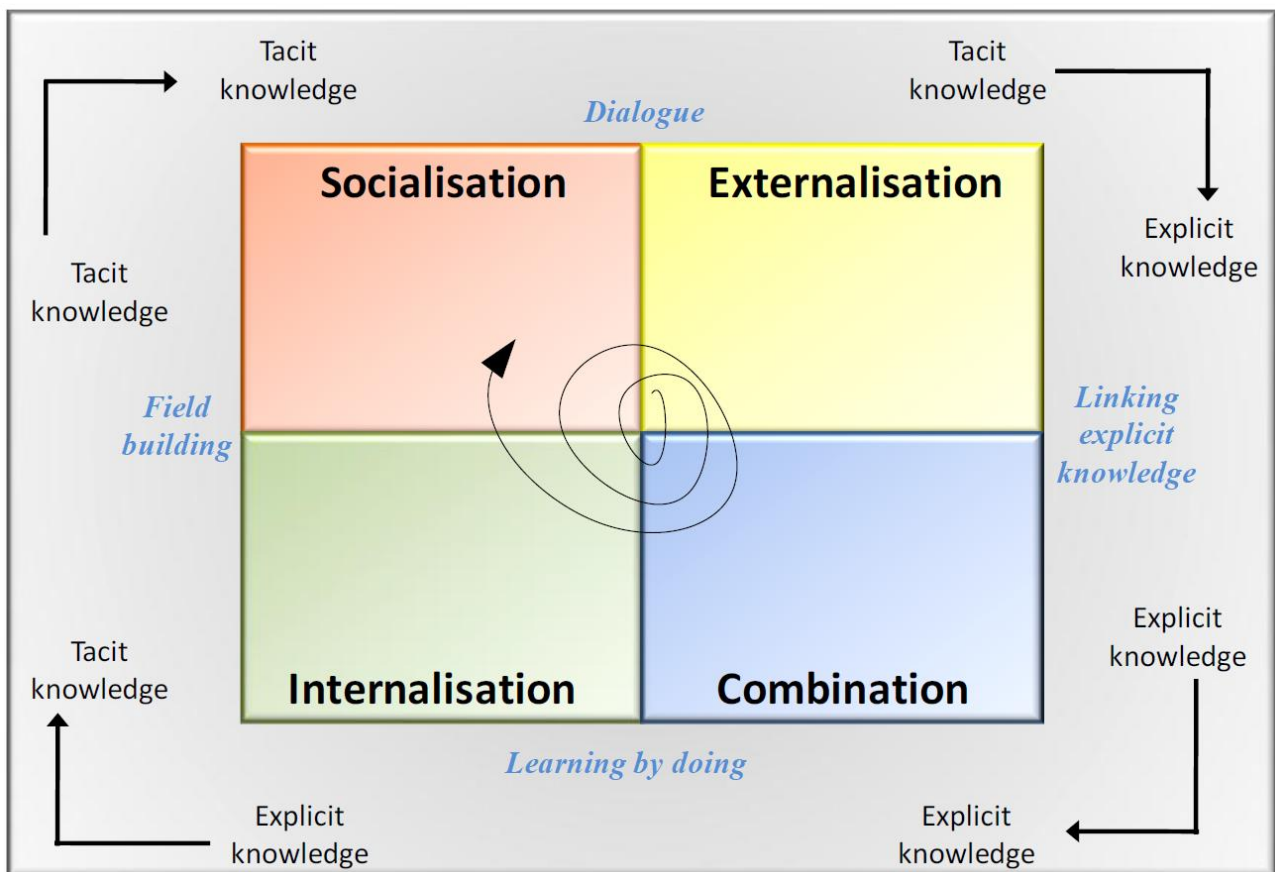 Tacit
knowledge
Tacit
knowledge
Dialogue
Socialisation
Externalisation
Tacit
knowledge
Explicit
knowledge
Field
building
Linking
explicit
knowledge
Tacit
knowledge
Explicit
knowledge
Internalisation
Combination
Learning by doing
Explicit
knowledge
Explicit
knowledge